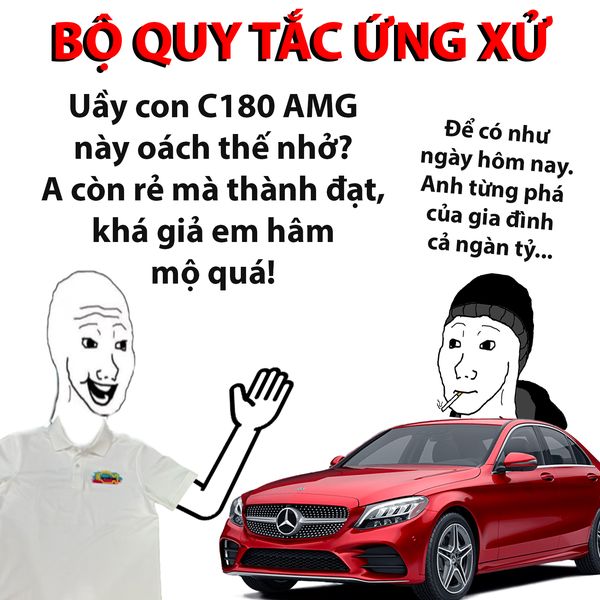 BỘ QUY TẮC ỨNG XỬ
Uầy con C180 AMG
này oách thế nhở?
A còn rẻ mà thành đạt,
khá giả em hâm
mộ quá!
Để có như
ngày hôm nay.
Anh từng phá
của gia đình
cả ngàn tỷ...